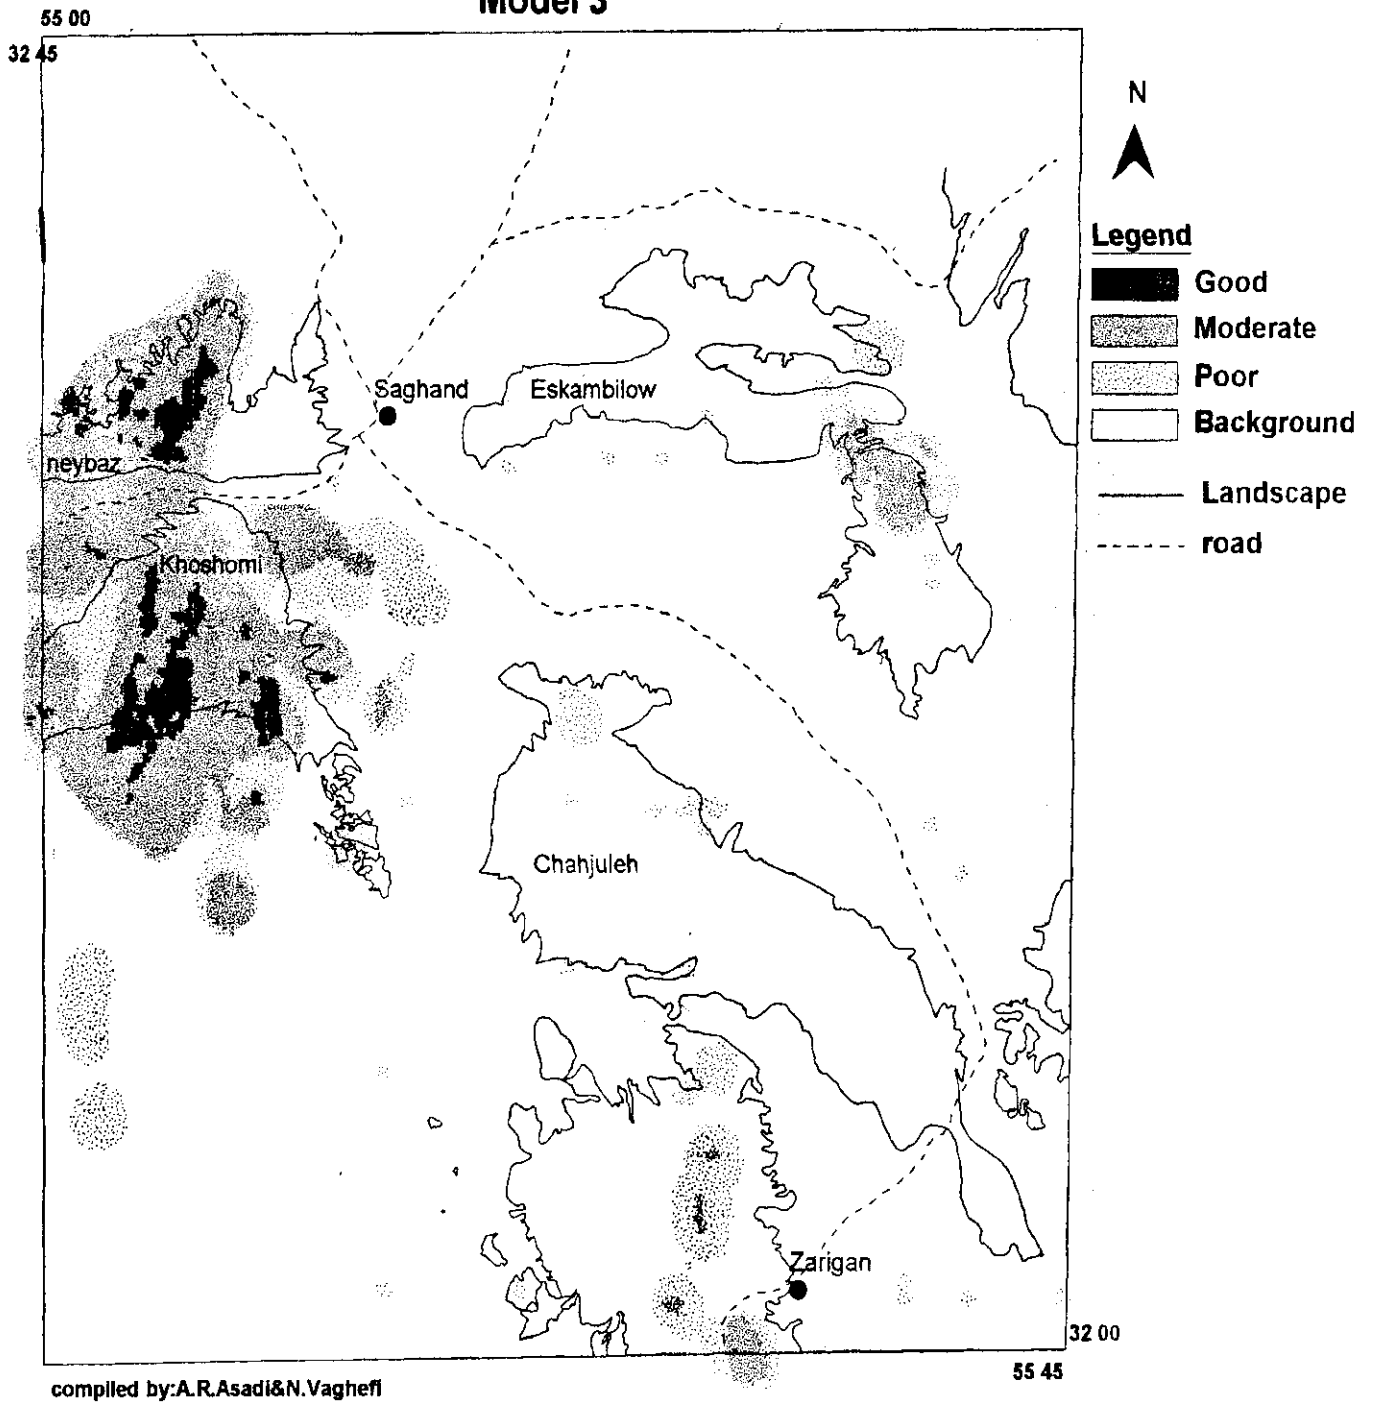 Model 3
55 00
32 45
N
Legend
Good
Moderate
Poor
Background
Landscape
road
Saghand
Eskambilow
neybaz
Khoshomi
Chahjuleh
Zarigan
32 00
55 45
compiled by:A.R.Asadi&N.Vaghefi